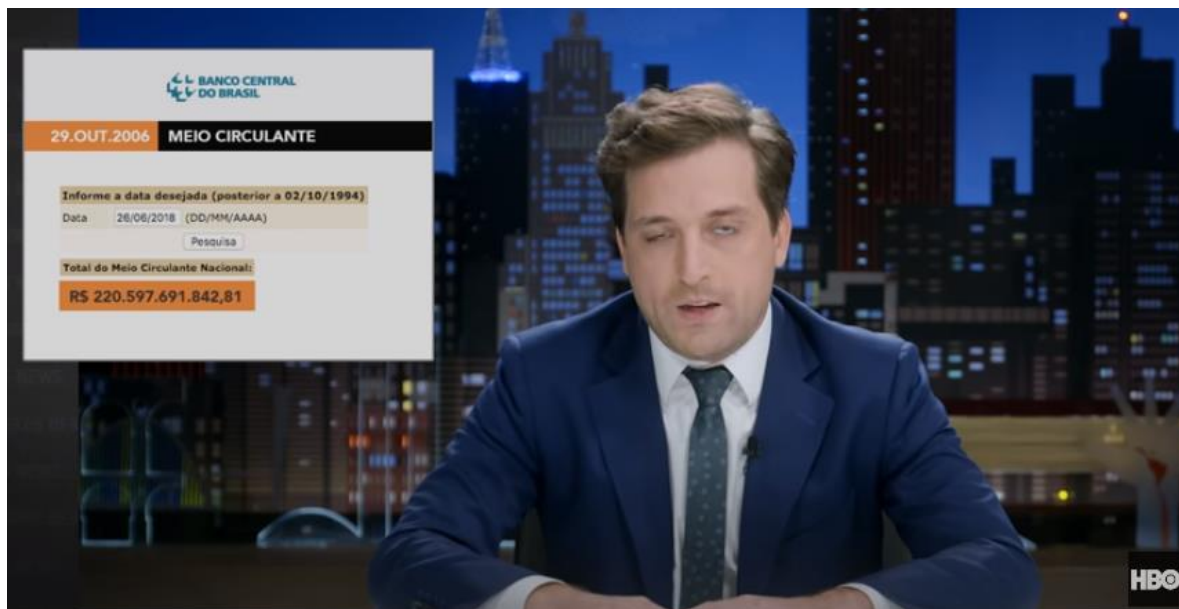 BANCO CENTRAL
DO BRASIL
29.OUT.2006 MEIO CIRCULANTE
Informe a data desejada (posterior a 02/10/1994)
Data 26/06/2018 (DD/MM/AAAA)
Pesquisa
Total do Meio Circulante Nacional:
R$ 220.597.691.842,81
HBO